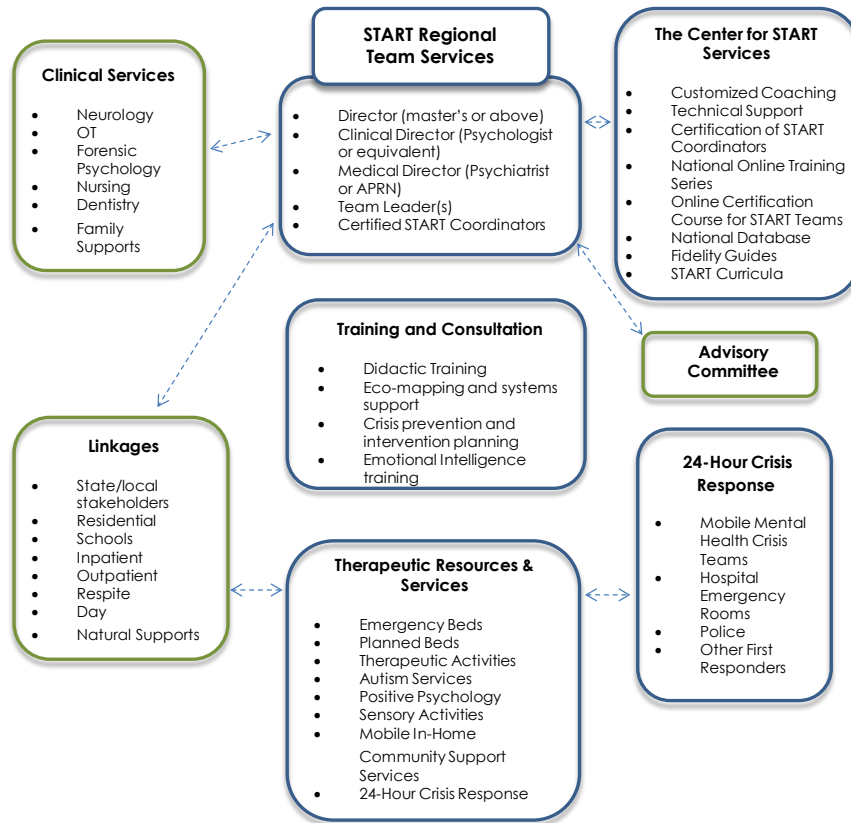 START Regional
Team Services
Director (master's or above)
Clinical Director (Psychologist
or equivalent)
Medical Director (Psychiatrist
or APRN)
Team Leader(s)
Certified START Coordinators
Clinical Services
Neurology
OT
Forensic
Psychology
Nursing
Dentistry
Family
Supports
The Center for START
Services
Customized Coaching
Technical Support
Certification of START
Coordinators
National Online Training
Series
Online Certification
Course for START Teams
National Database
Fidelity Guides
START Curricula
Training and Consultation
Didactic Training
Eco-mapping and systems
support
Crisis prevention and
intervention planning
Emotional Intelligence
training
Advisory
Committee
Linkages
State/local
stakeholders
Residential
Schools
Inpatient
Outpatient
Respite
Day
Natural Supports
24-Hour Crisis
Response
Mobile Mental
Health Crisis
Teams
Hospital
Emergency
Rooms
Police
Other First
Responders
Therapeutic Resources &
Services
Emergency Beds
Planned Beds
Therapeutic Activities
Autism Services
Positive Psychology
Sensory Activities
Mobile In-Home
Community Support
Services
24-Hour Crisis Response